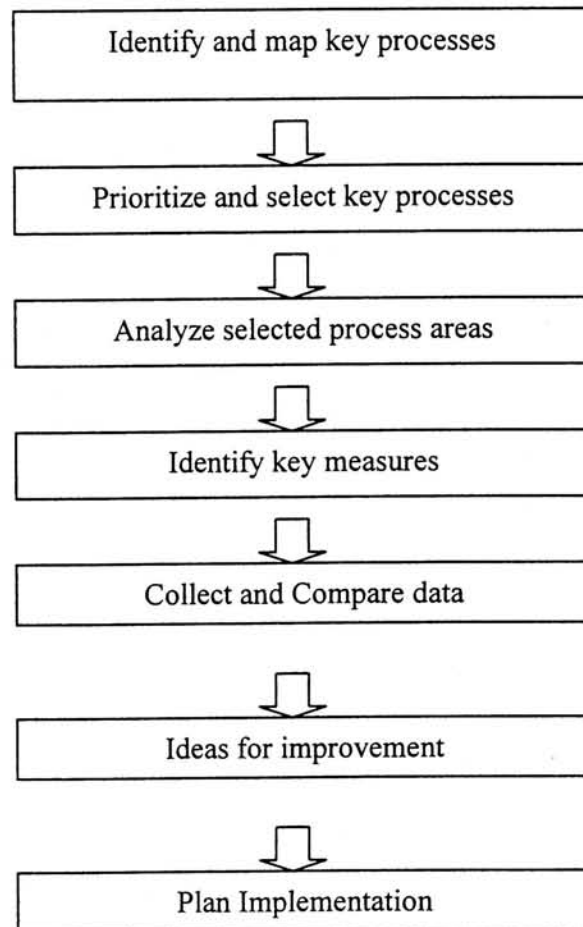 Identify and map key processes
Prioritize and select key processes
Analyze selected process areas
Identify key measures
Collect and Compare data
Ideas for improvement
Plan Implementation